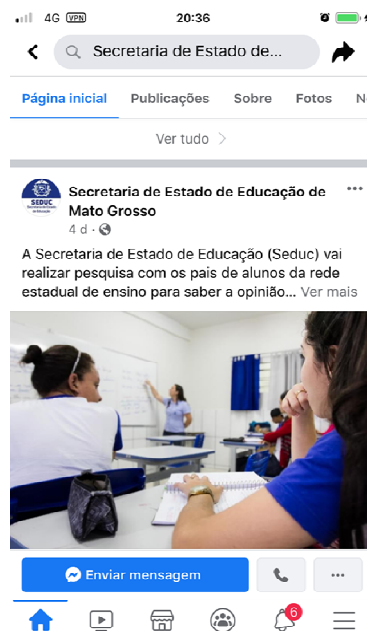 4G VPN 20:36
Secretaria de Estado de...
Página inicial Publicações Sobre Fotos
Ver tudo
SEDUC
Secretaria de Estado de Educação de
Mato Grosso
4 d
A Secretaria de Estado de Educação (Seduc) vai
realizar pesquisa com os pais de alunos da rede
estadual de ensino para saber a opinião... Ver mais
Enviar mensagem
6